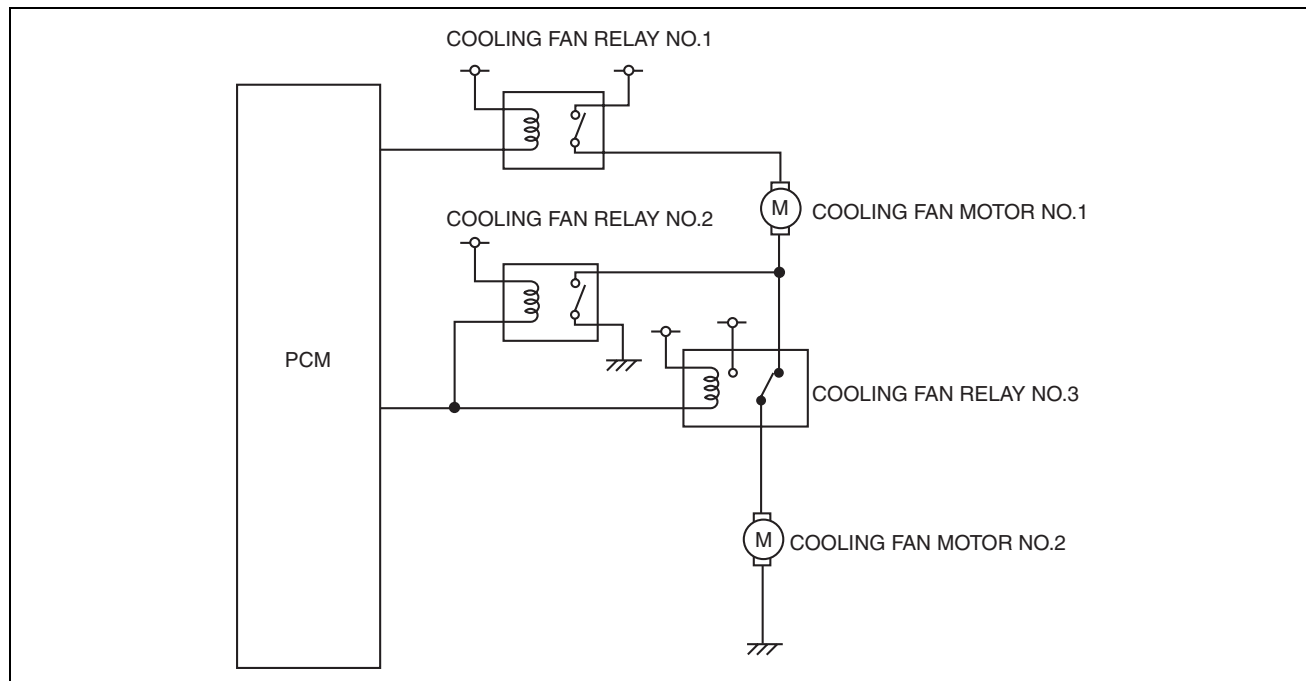 COOLING FAN RELAY NO.1
M
COOLING FAN MOTOR NO.1
COOLING FAN RELAY NO.2
PCM
COOLING FAN RELAY NO.3
M
COOLING FAN MOTOR NO.2